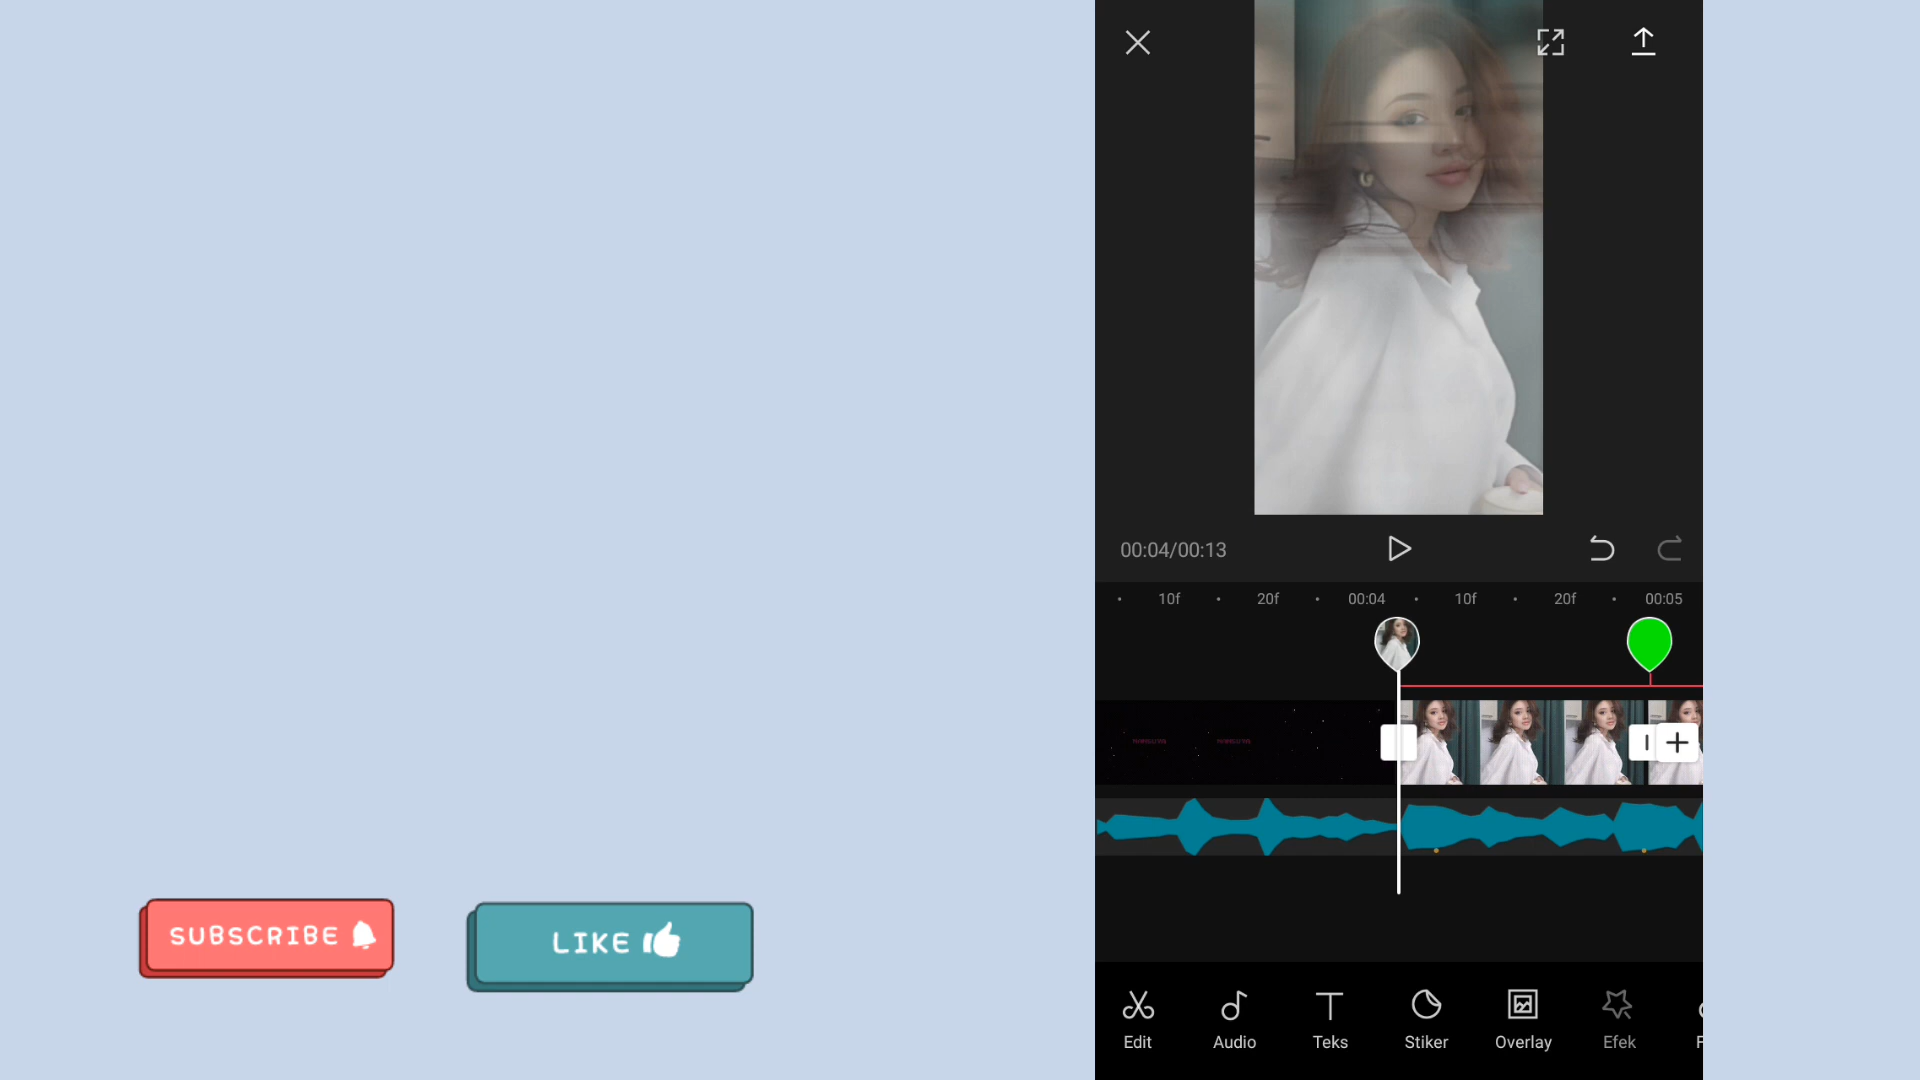 00:04/00:13
10f 20f 00:04 10f 20f 00:05
SUBSCRIBE
LIKE
Edit Audio Teks Stiker Overlay Efek F